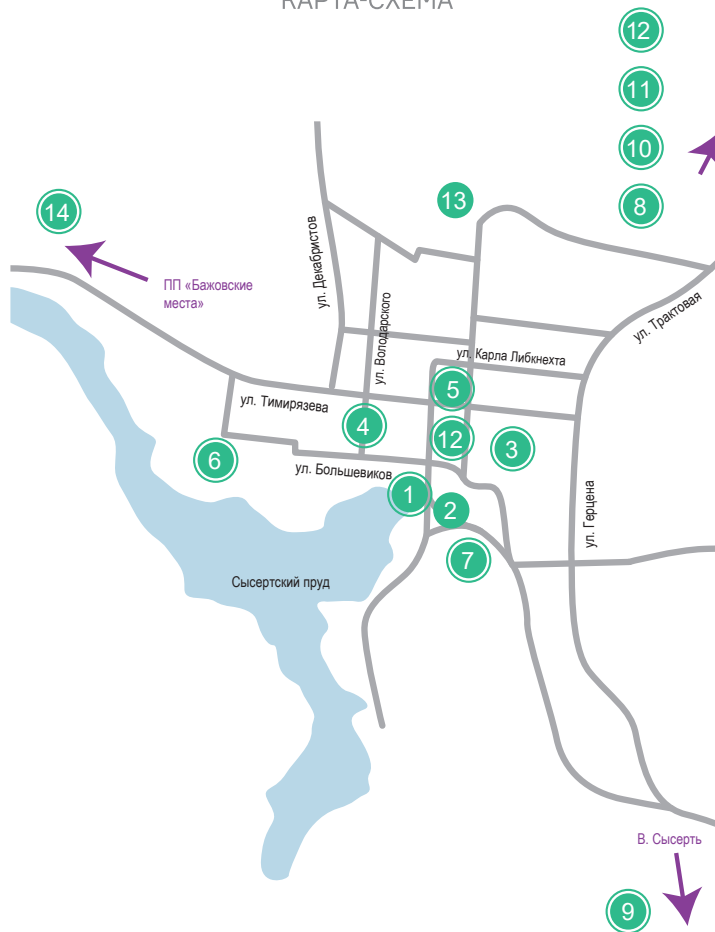 КАРТА-СХЕМА
12
11
10
8
13
14
ПП «Бажовские
места»
ул. Декабристов
ул. Володарского
ул. Трактовая
ул. Карла Либкнехта
5
ул. Тимирязева
4
12
3
6
ул. Большевиков
1
2
ул. Герцена
7
Сысертский пруд
В. Сысерть
9